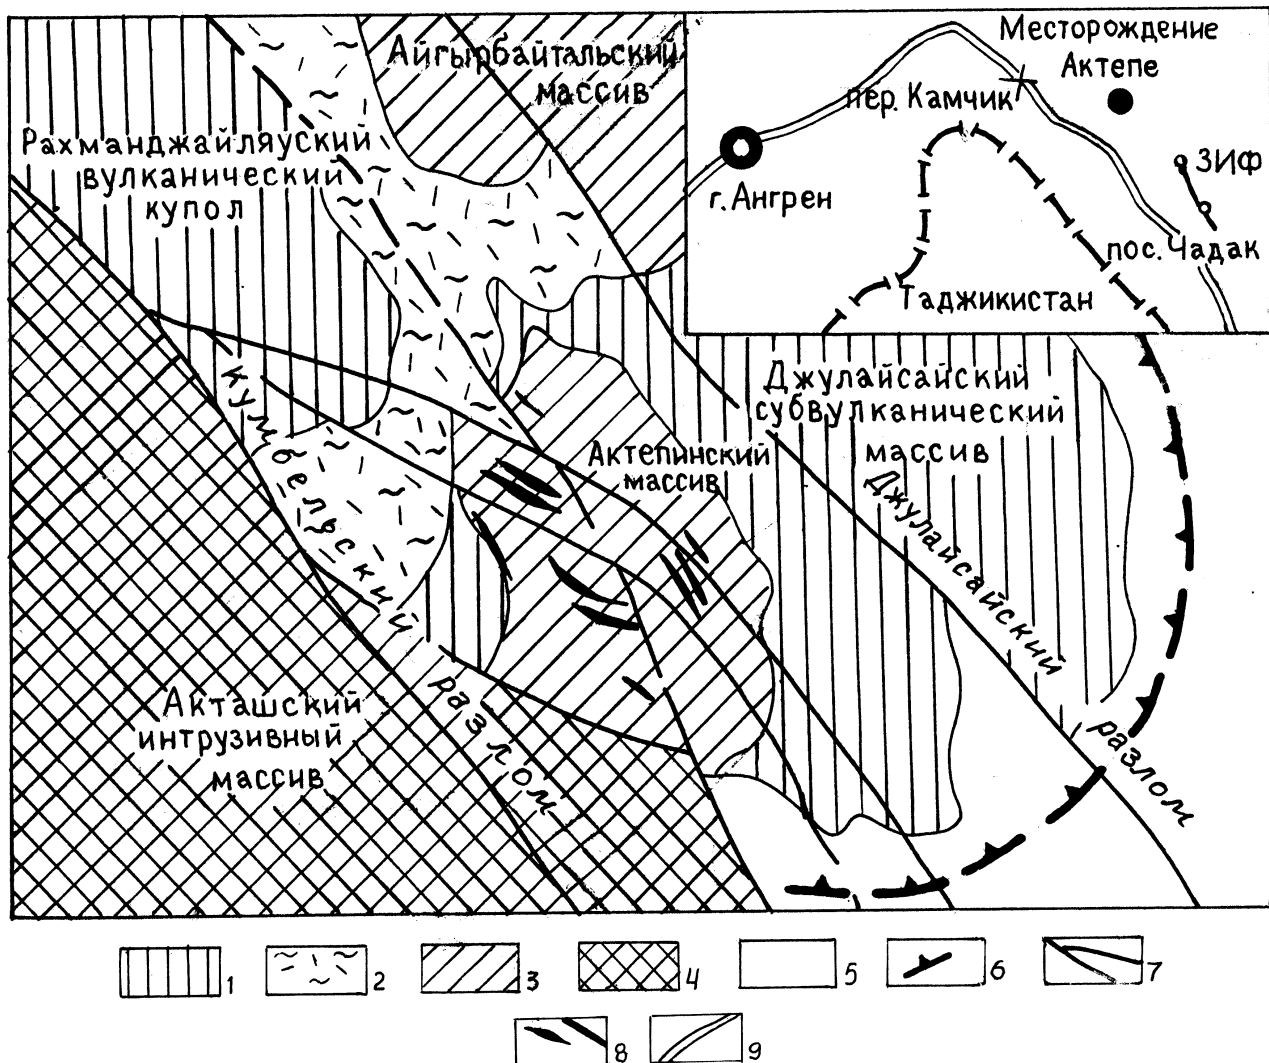 Айгырбайтальский
массив
Рахманджайляуский
вулканический
купол
Месторождение
Актепе
пер. Камчик
г. Ангрен
ЗИФ
пос. Чадак
Таджикистан
Джулайсайский
субвулканический
массив
Актепинский
массив
Кумбельский
разлом
Джулайсайский
разлом
Акташский
интрузивный
массив
1
2
3
4
5
6
7
8
9